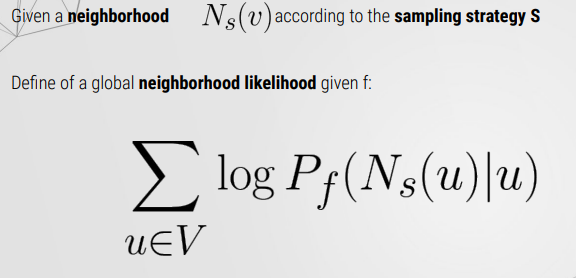 Given a neighborhood N_s(v) according to the sampling strategy S
Define of a global neighborhood likelihood given f:
∑_{u∈V} log P_f(N_s(u)|u)